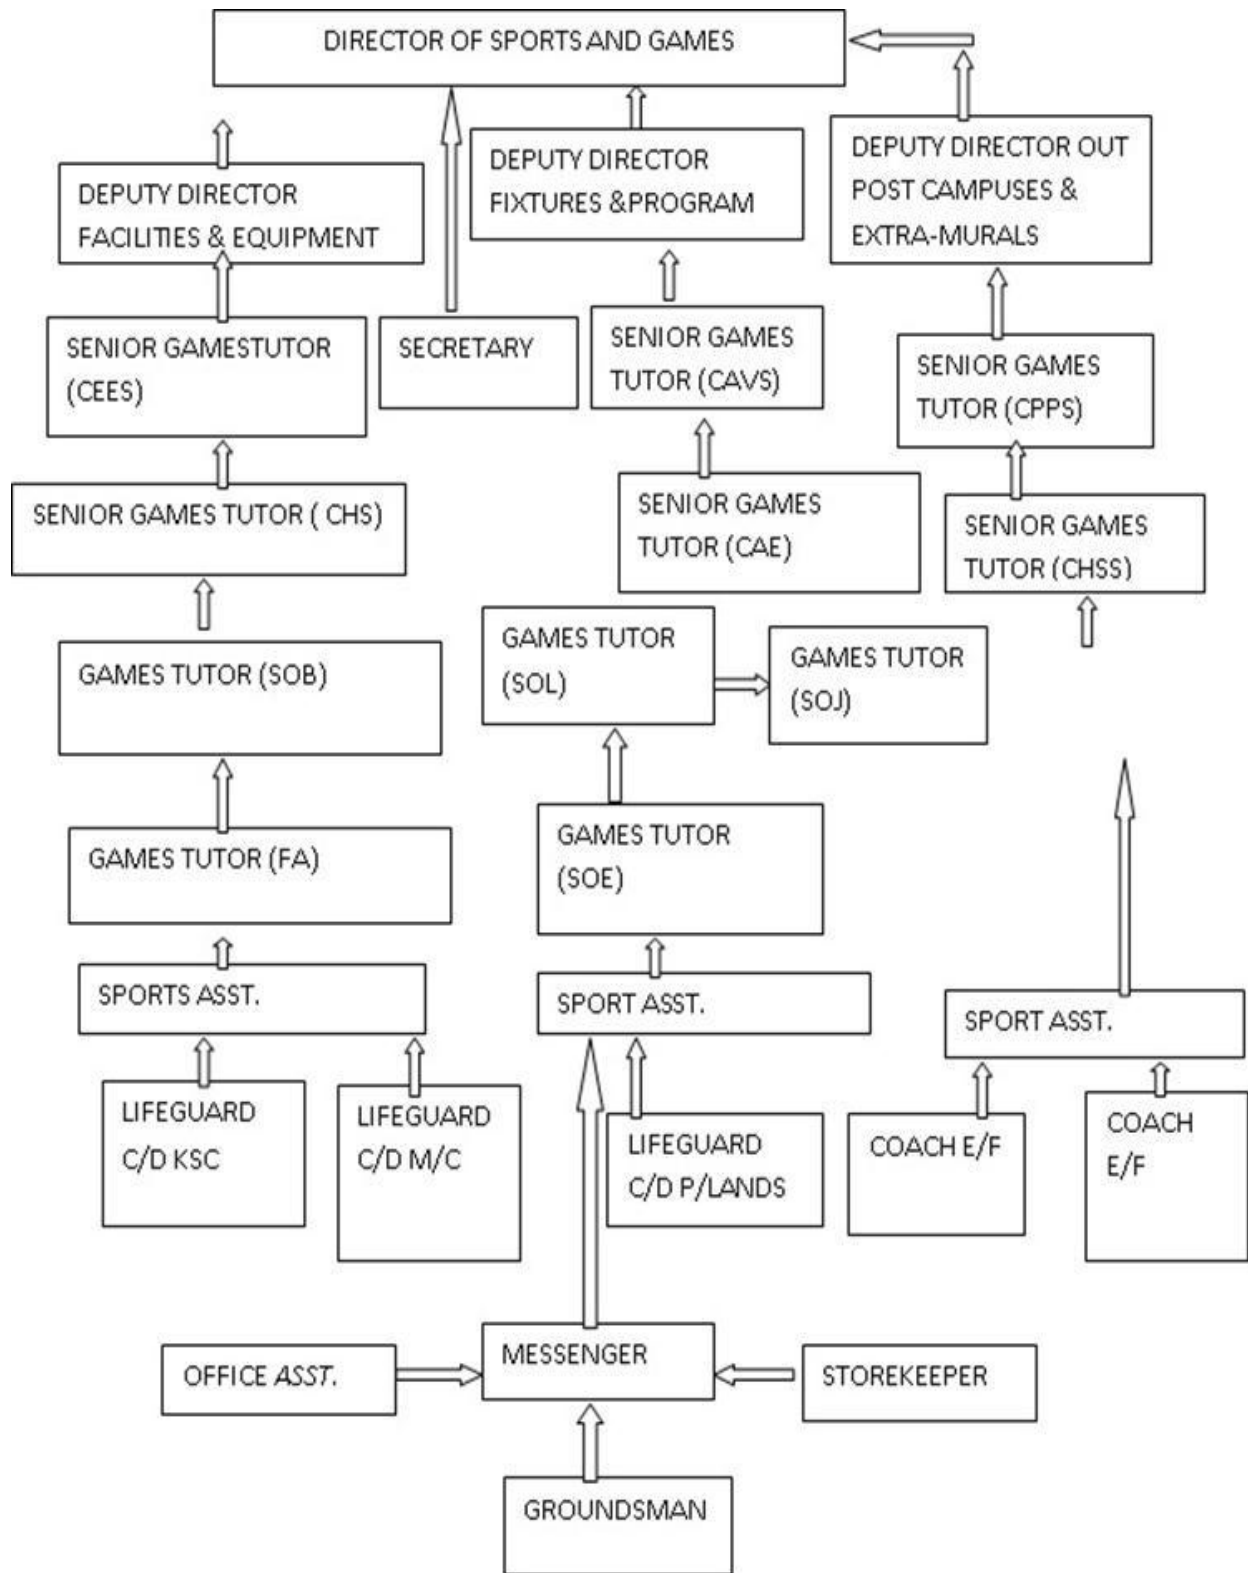 DIRECTOR OF SPORTS AND GAMES
DEPUTY DIRECTOR
FACILITIES & EQUIPMENT
DEPUTY DIRECTOR
FIXTURES &PROGRAM
DEPUTY DIRECTOR OUT
POST CAMPUSES &
EXTRA-MURALS
SENIOR GAMESTUTOR
(CEES)
SECRETARY
SENIOR GAMES
TUTOR (CAVS)
SENIOR GAMES
TUTOR (CPPS)
SENIOR GAMES TUTOR ( CHS)
SENIOR GAMES
TUTOR (CAE)
SENIOR GAMES
TUTOR (CHSS)
GAMES TUTOR (SOB)
GAMES TUTOR
(SOL)
GAMES TUTOR
(SOJ)
GAMES TUTOR (FA)
GAMES TUTOR
(SOE)
SPORTS ASST.
SPORT ASST.
SPORT ASST.
LIFEGUARD
C/D KSC
LIFEGUARD
C/D M/C
LIFEGUARD
C/D P/LANDS
COACH E/F
COACH
E/F
OFFICE ASST.
MESSENGER
STOREKEEPER
GROUNDSMAN